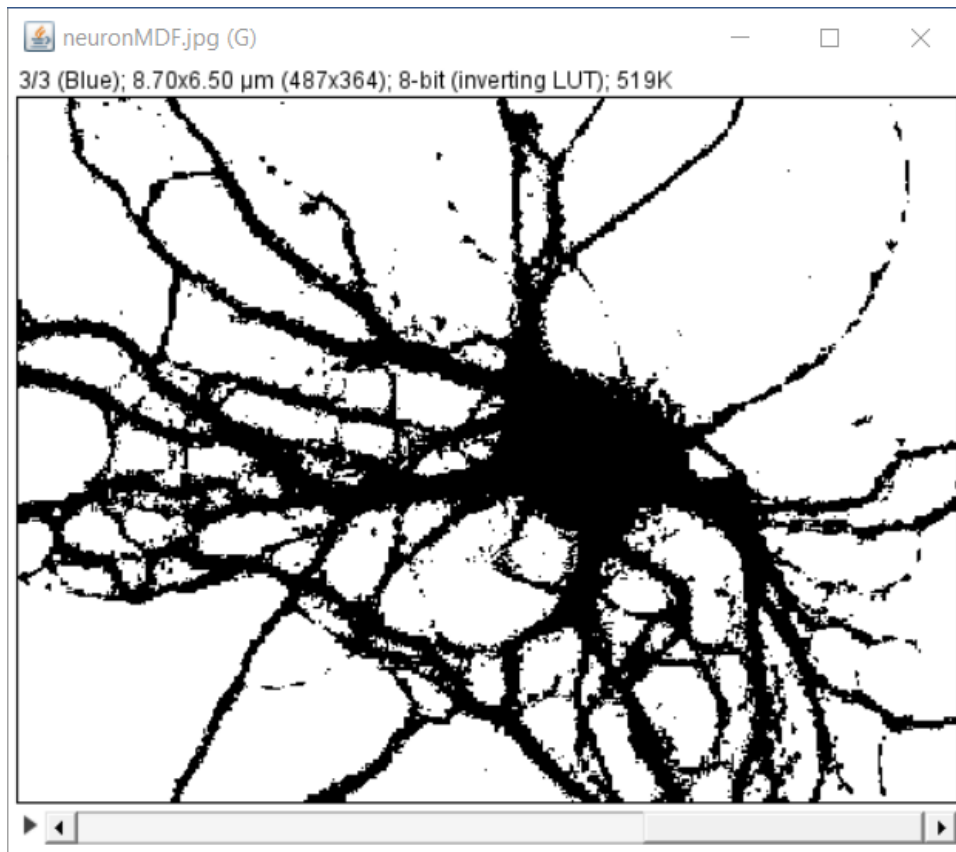 neuronMDF.jpg (G)
3/3 (Blue); 8.70x6.50 µm (487x364); 8-bit (inverting LUT); 519K